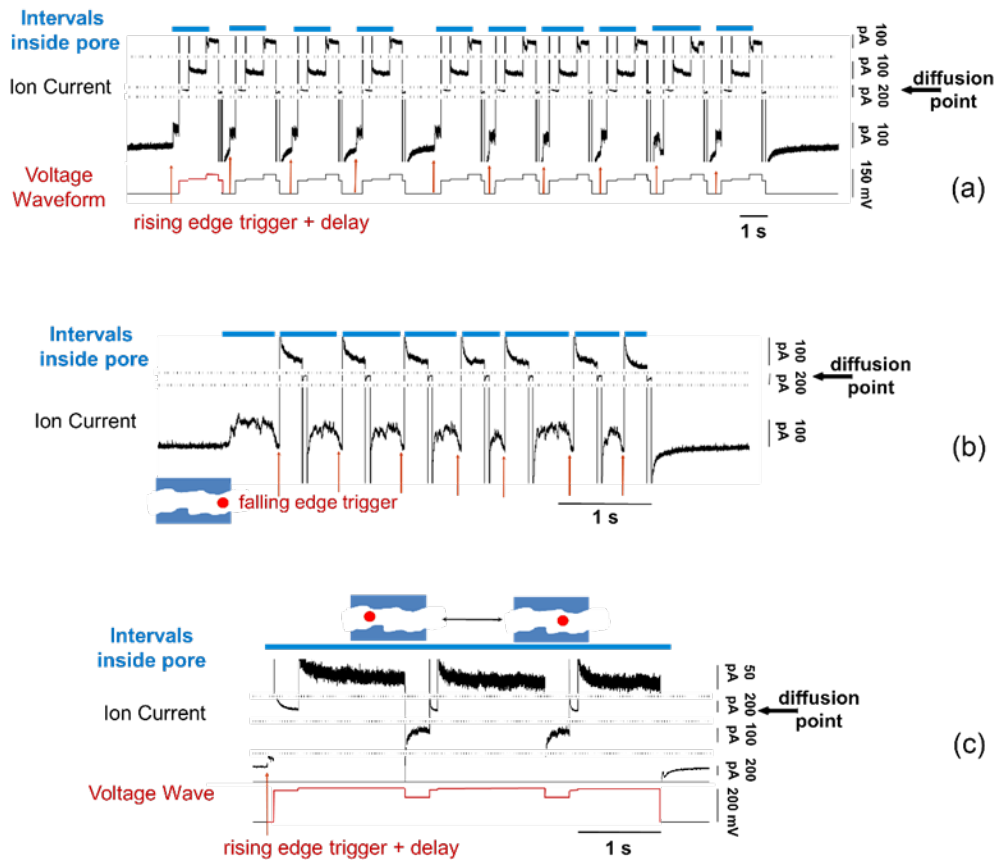 Intervals
inside pore
Ion Current
Voltage
Waveform
rising edge trigger + delay
100
pA
100
pA
200
pA
100
pA
150
mV
diffusion
point
1 s
(a)
Intervals
inside pore
Ion Current
falling edge trigger
100
pA
200
pA
100
pA
diffusion
point
1 s
(b)
Intervals
inside pore
Ion Current
Voltage Wave
rising edge trigger + delay
50
pA
200
pA
100
pA
200
pA
200 mV
diffusion
point
1 s
(c)